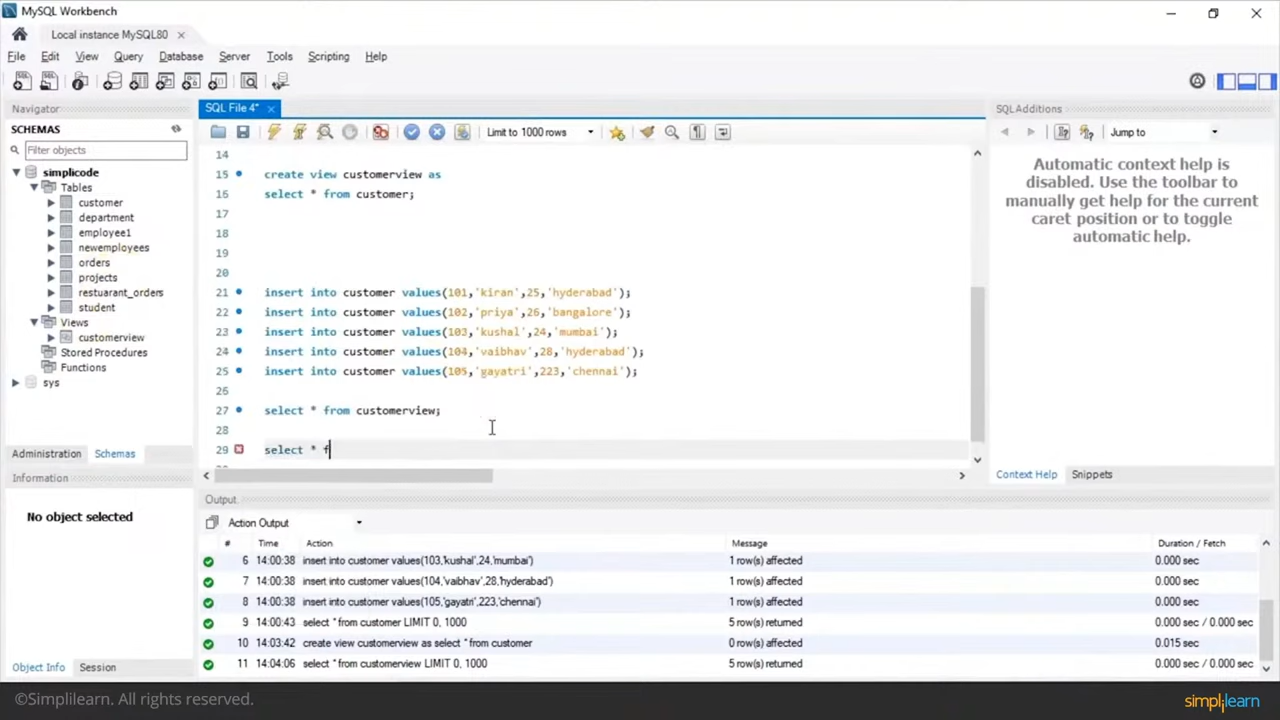 MySQL Workbench
Local instance MySQL80
File Edit View Query Database Server Tools Scripting Help
Navigator
SCHEMAS
Filter objects
simplicode
Tables
customer
department
employee1
newemployees
orders
projects
restuarant_orders
student
Views
customerview
Stored Procedures
Functions
sys
Administration Schemas
Information
No object selected
Object Info Session
SQL File 4*
Limit to 1000 rows
14
15 create view customerview as
16 select * from customer;
17
18
19
20
21 insert into customer values(101,'kiran',25,'hyderabad');
22 insert into customer values(102,'priya',26,'bangalore');
23 insert into customer values(103,'kushal',24,'mumbai');
24 insert into customer values(104,'vaibhav',28,'hyderabad');
25 insert into customer values(105,'gayatri',223,'chennai');
26
27 select * from customerview;
28
29 select * f
SQLAdditions
Jump to
Automatic context help is
disabled. Use the toolbar to
manually get help for the current
caret position or to toggle
automatic help.
Context Help Snippets
Output
Action Output
# Time Action Message Duration / Fetch
6 14:00:38 insert into customer values(103,'kushal',24,'mumbai') 1 row(s) affected 0.000 sec
7 14:00:38 insert into customer values(104,'vaibhav',28,'hyderabad') 1 row(s) affected 0.000 sec
8 14:00:38 insert into customer values(105,'gayatri',223,'chennai') 1 row(s) affected 0.000 sec
9 14:00:43 select * from customer LIMIT 0, 1000 5 row(s) returned 0.000 sec / 0.000 sec
10 14:03:42 create view customerview as select * from customer 0 row(s) affected 0.015 sec
11 14:04:06 select * from customerview LIMIT 0, 1000 5 row(s) returned 0.000 sec / 0.000 sec
©Simplilearn. All rights reserved.
simplilearn